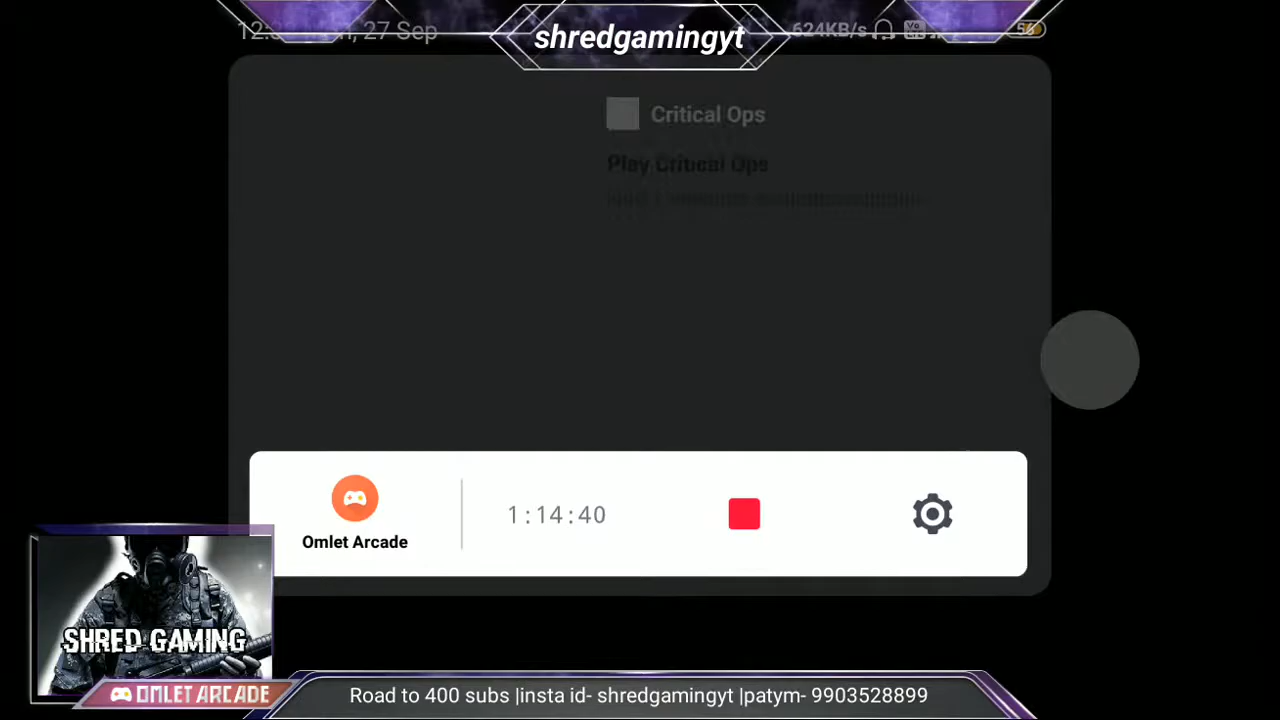 27 Sep
shredgamingyt
624KB/s
56
Critical Ops
Play Critical Ops
Omlet Arcade
1:14:40
SHRED GAMING
OMLET ARCADE
Road to 400 subs |insta id- shredgamingyt |patym- 9903528899